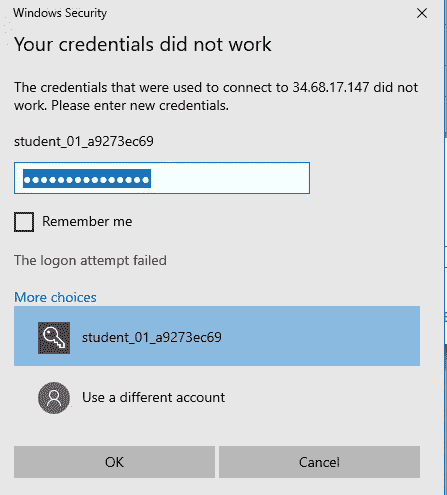 Windows Security
Your credentials did not work
The credentials that were used to connect to 34.68.17.147 did not
work. Please enter new credentials.
student_01_a9273ec69
●●●●●●●●●●●●●●●
Remember me
The logon attempt failed
More choices
student_01_a9273ec69
Use a different account
OK
Cancel